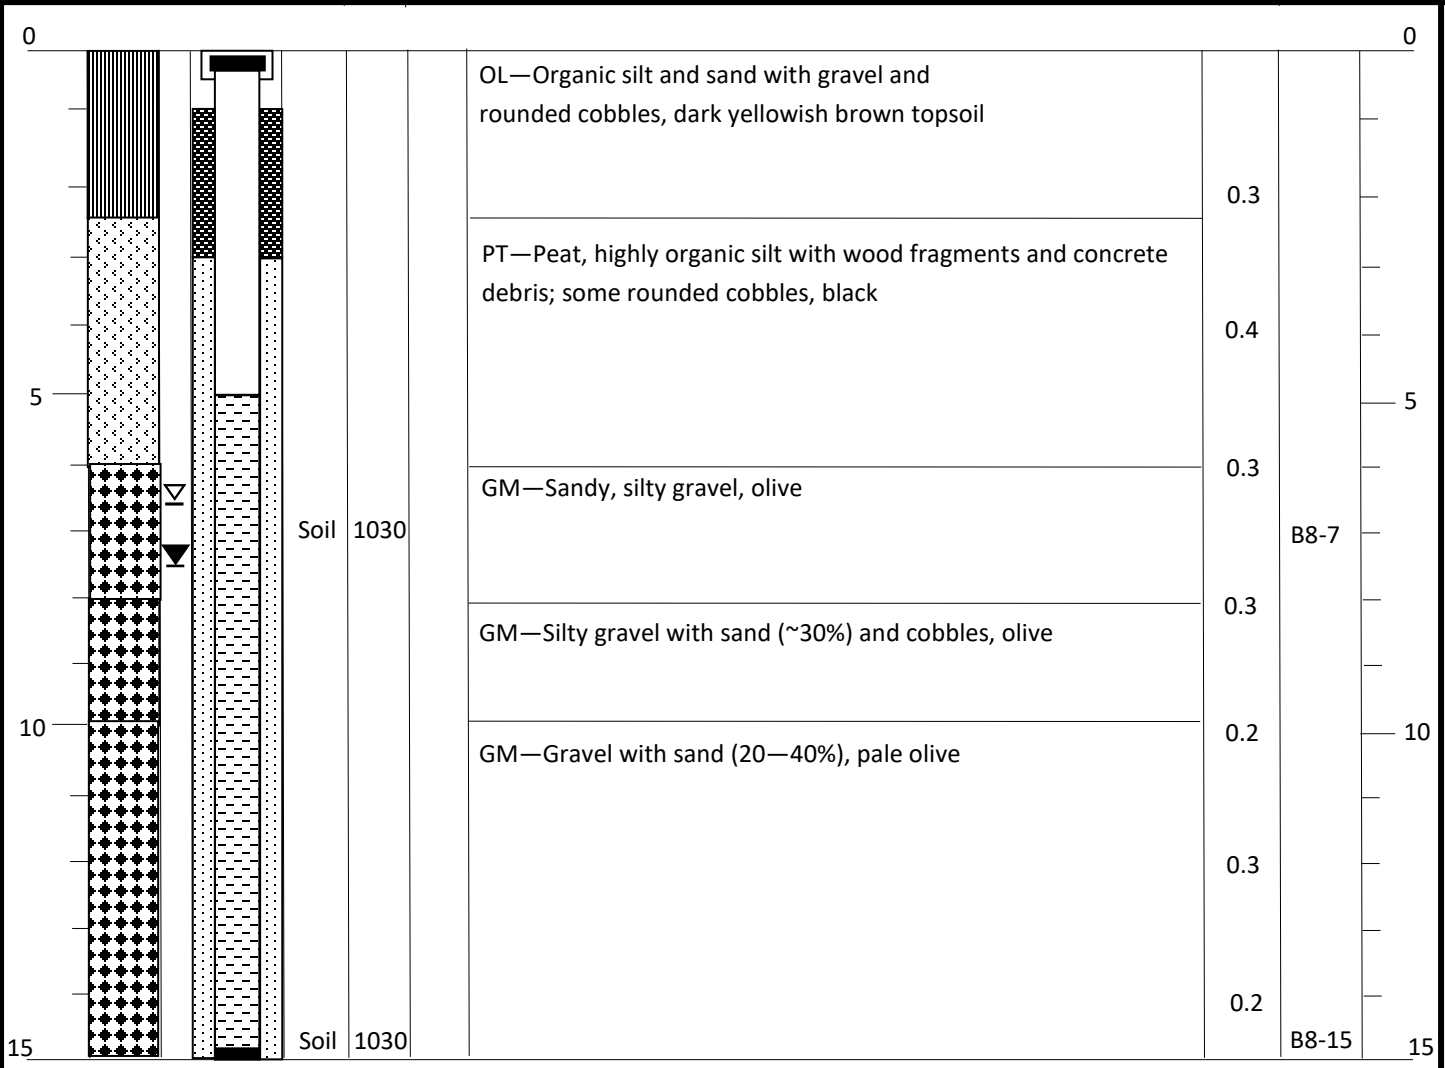 0
0
OL—Organic silt and sand with gravel and
rounded cobbles, dark yellowish brown topsoil
0.3
PT—Peat, highly organic silt with wood fragments and concrete
debris; some rounded cobbles, black
0.4
5
5
0.3
GM—Sandy, silty gravel, olive
Soil 1030
B8-7
0.3
GM—Silty gravel with sand (~30%) and cobbles, olive
10
0.2
10
GM—Gravel with sand (20—40%), pale olive
0.3
0.2
Soil 1030
B8-15
15
15